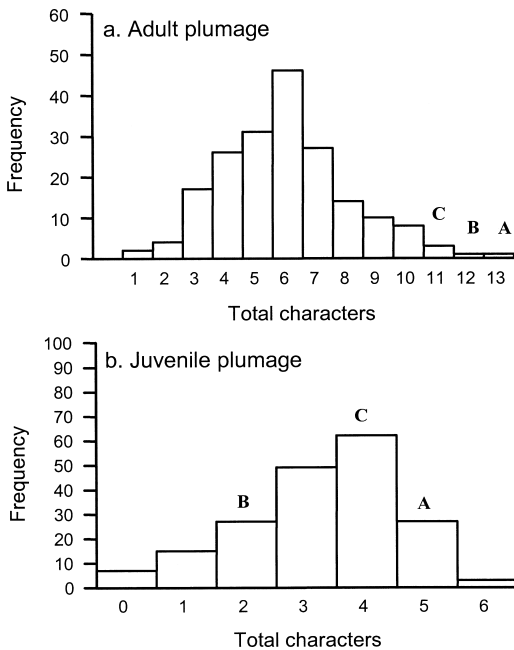 a. Adult plumage
60
50
40
30
20
10
0
Frequency
C
B
A
1 2 3 4 5 6 7 8 9 10 11 12 13
Total characters
b. Juvenile plumage
100
90
80
70
60
50
40
30
20
10
0
Frequency
C
B
A
0 1 2 3 4 5 6
Total characters